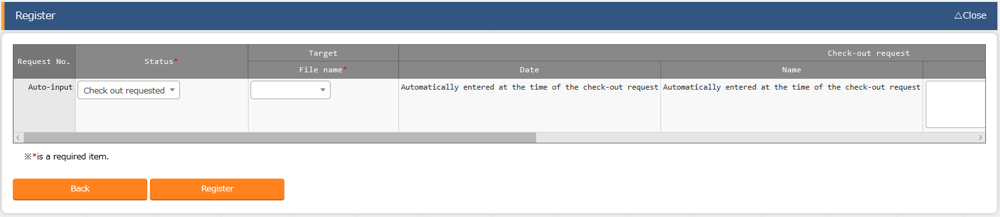 Register
△Close
Request No.
Status*
Target
Check-out request
File name*
Date
Name
Auto-input
Check out requested
Automatically entered at the time of the check-out request
Automatically entered at the time of the check-out request
※*is a required item.
Back
Register